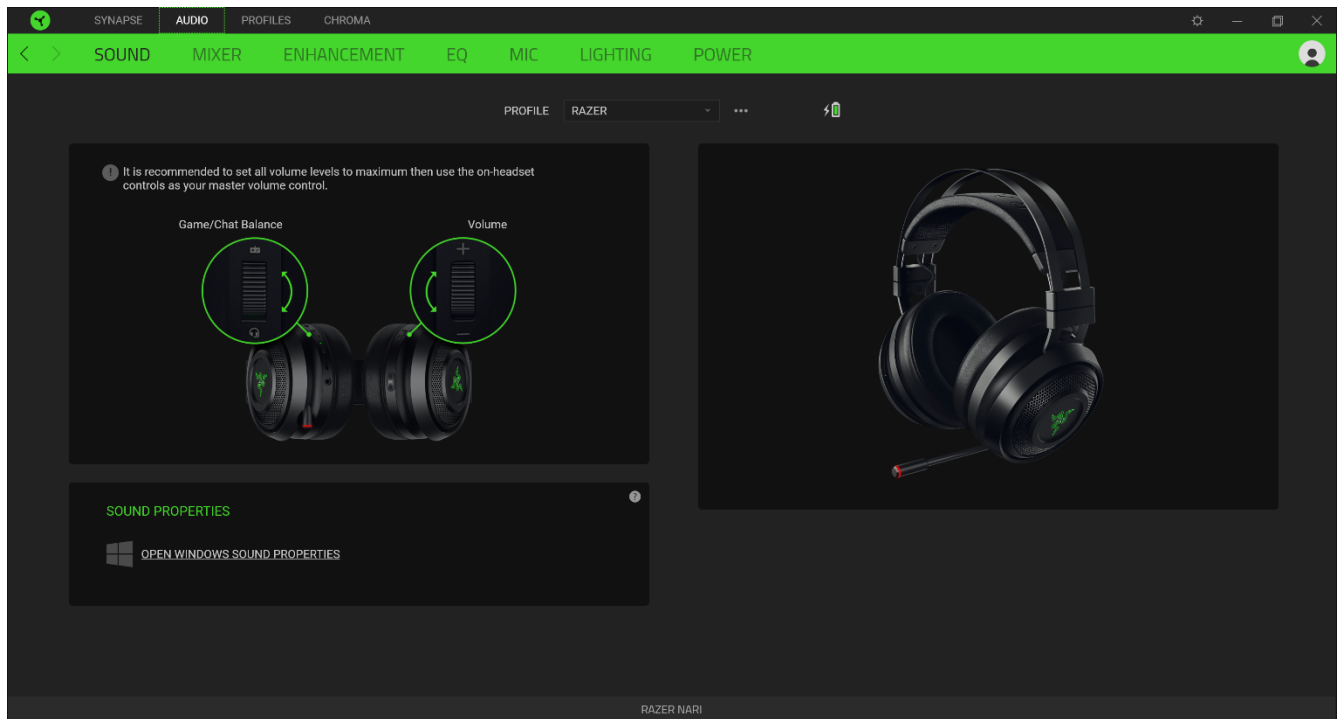 SYNAPSE AUDIO PROFILES CHROMA
SOUND MIXER ENHANCEMENT EQ MIC LIGHTING POWER
PROFILE RAZER
It is recommended to set all volume levels to maximum then use the on-headset
controls as your master volume control.
Game/Chat Balance Volume
SOUND PROPERTIES
OPEN WINDOWS SOUND PROPERTIES
RAZER NARI